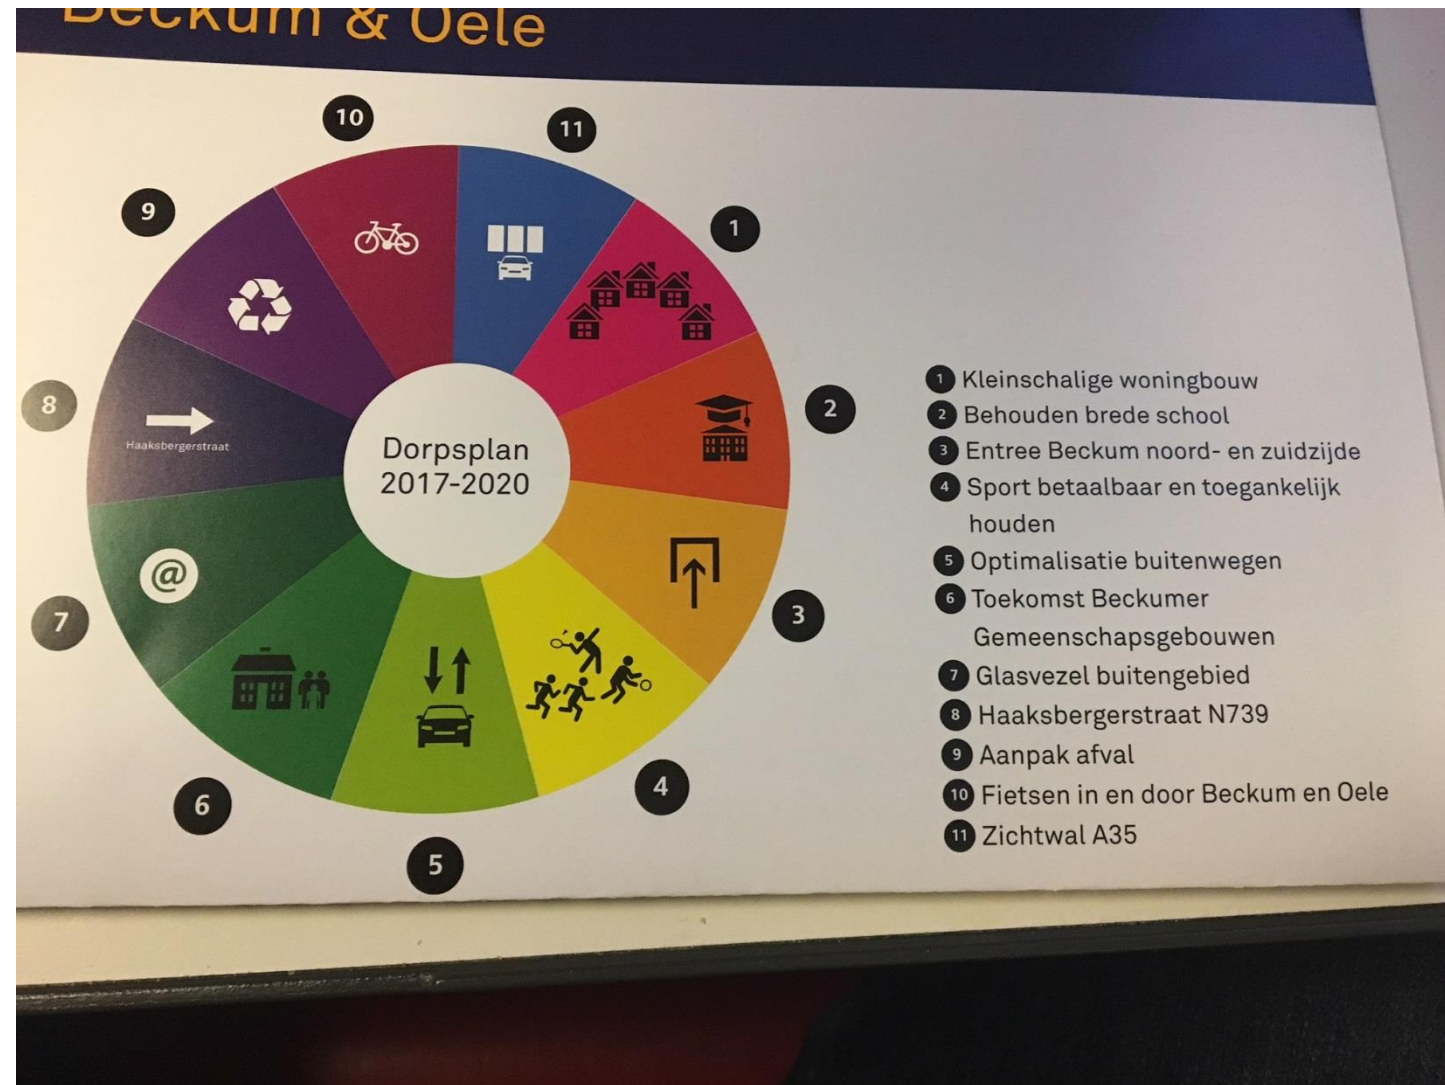 Beckum & Oele
10
11
9
1
8
Haaksbergerstraat
2
Dorpsplan
2017-2020
@
7
3
6
4
5
1 Kleinschalige woningbouw
2 Behouden brede school
3 Entree Beckum noord- en zuidzijde
4 Sport betaalbaar en toegankelijk
houden
5 Optimalisatie buitenwegen
6 Toekomst Beckumer
Gemeenschapsgebouwen
7 Glasvezel buitengebied
8 Haaksbergerstraat N739
9 Aanpak afval
10 Fietsen in en door Beckum en Oele
11 Zichtwal A35